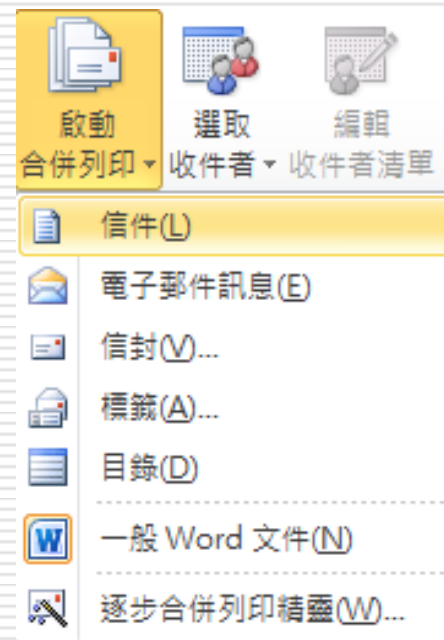 啟動
合併列印
選取
收件者
編輯
收件者清單
信件(L)
電子郵件訊息(E)
信封(V)...
標籤(A)...
目錄(D)
一般 Word 文件(N)
逐步合併列印精靈(W)...